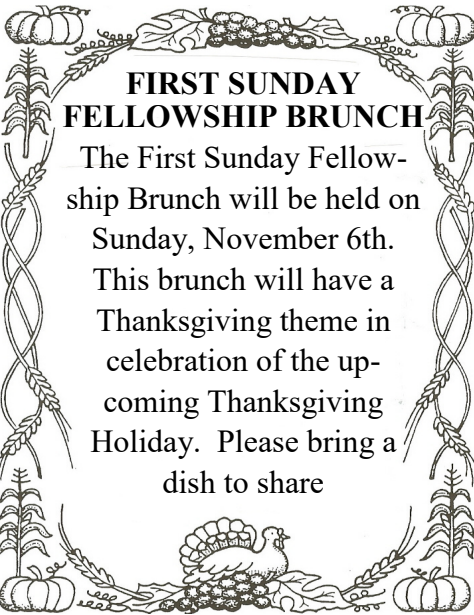 FIRST SUNDAY
FELLOWSHIP BRUNCH
The First Sunday Fellow-
ship Brunch will be held on
Sunday, November 6th.
This brunch will have a
Thanksgiving theme in
celebration of the up-
coming Thanksgiving
Holiday.  Please bring a
dish to share